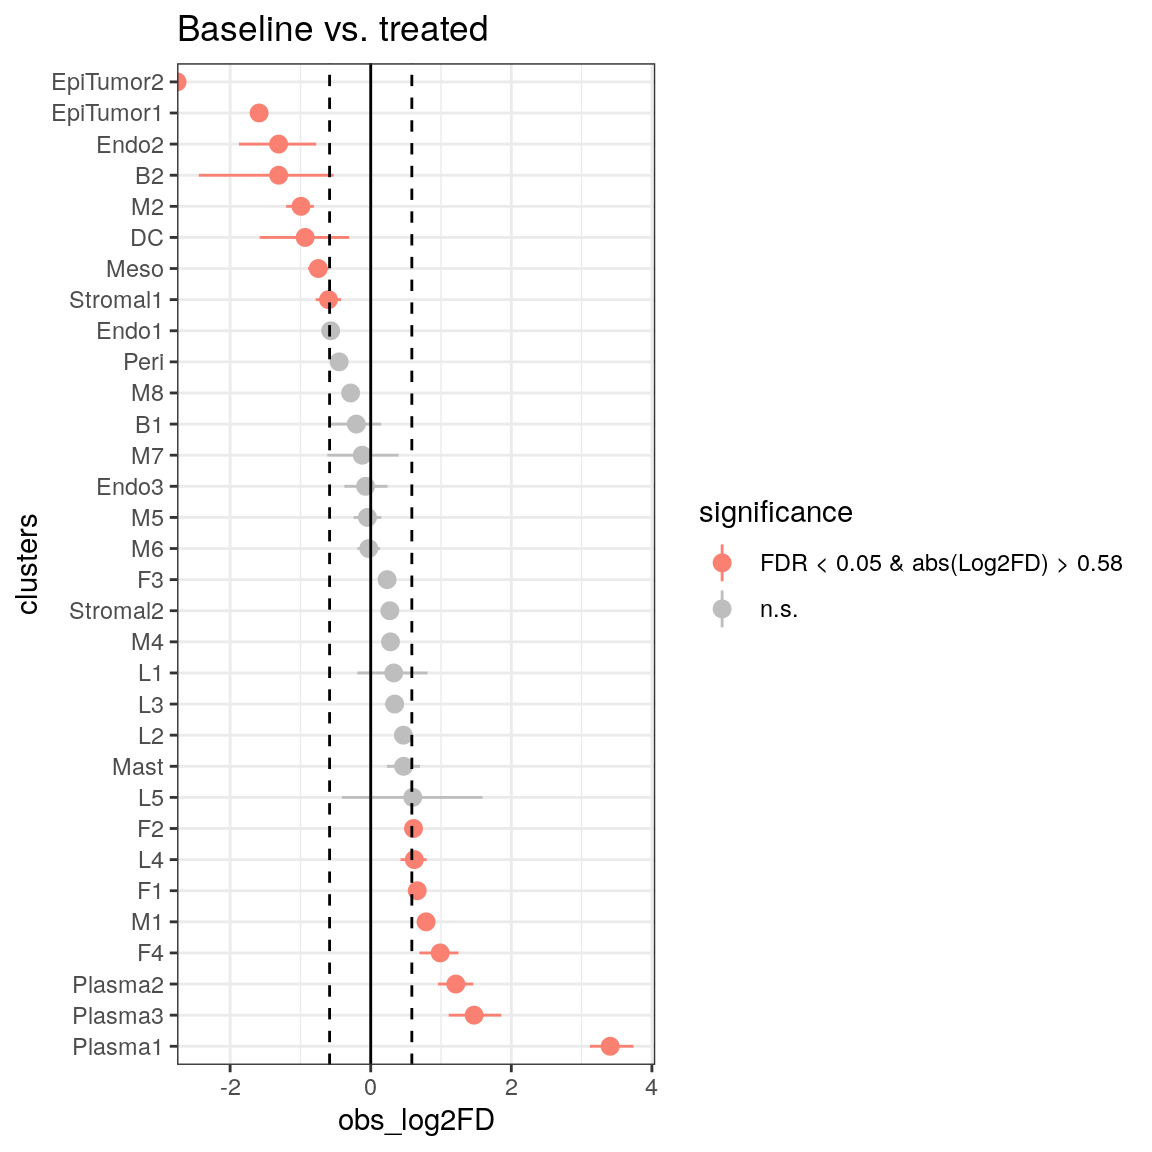 Baseline vs. treated
EpiTumor2
EpiTumor1
Endo2
B2
M2
DC
Meso
Stromal1
Endo1
Peri
M8
B1
M7
Endo3
M5
M6
F3
Stromal2
M4
L1
L3
L2
Mast
L5
F2
L4
F1
M1
F4
Plasma2
Plasma3
Plasma1
clusters
-2 0 2 4
obs_log2FD
significance
FDR < 0.05 & abs(Log2FD) > 0.58
n.s.